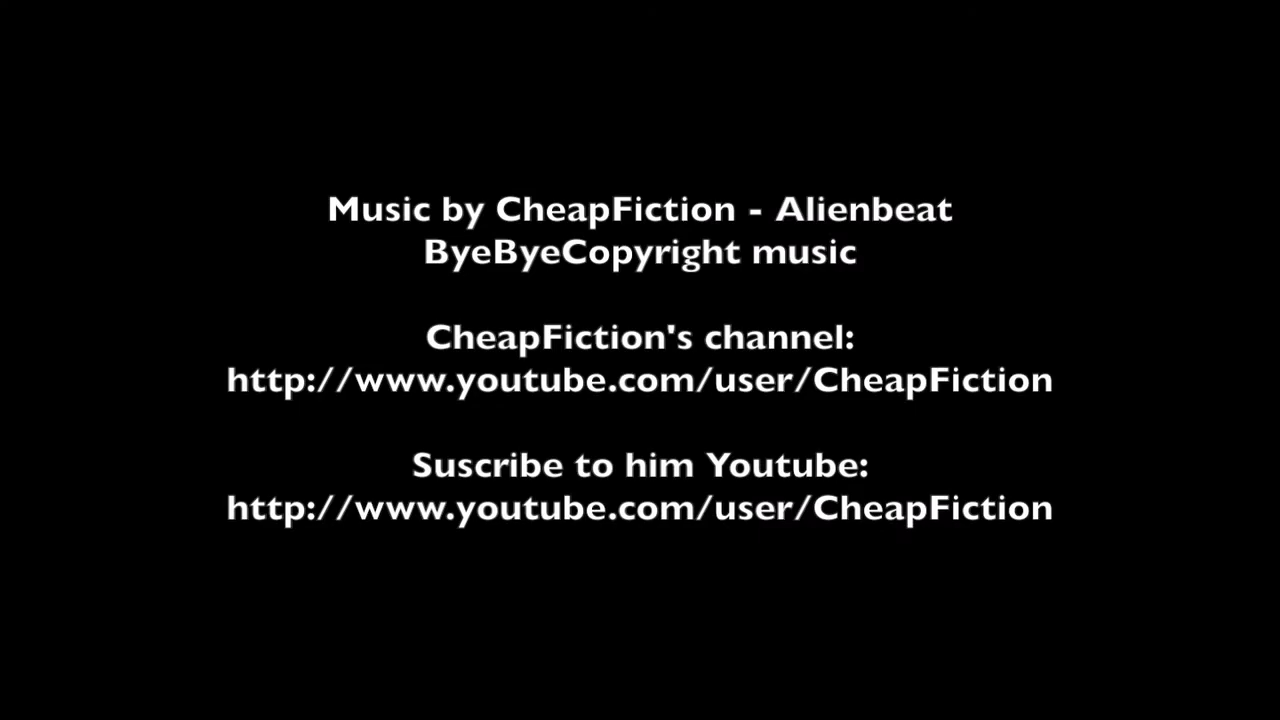 Music by CheapFiction - Alienbeat
ByeByeCopyright music
CheapFiction's channel:
http://www.youtube.com/user/CheapFiction
Suscribe to him Youtube:
http://www.youtube.com/user/CheapFiction